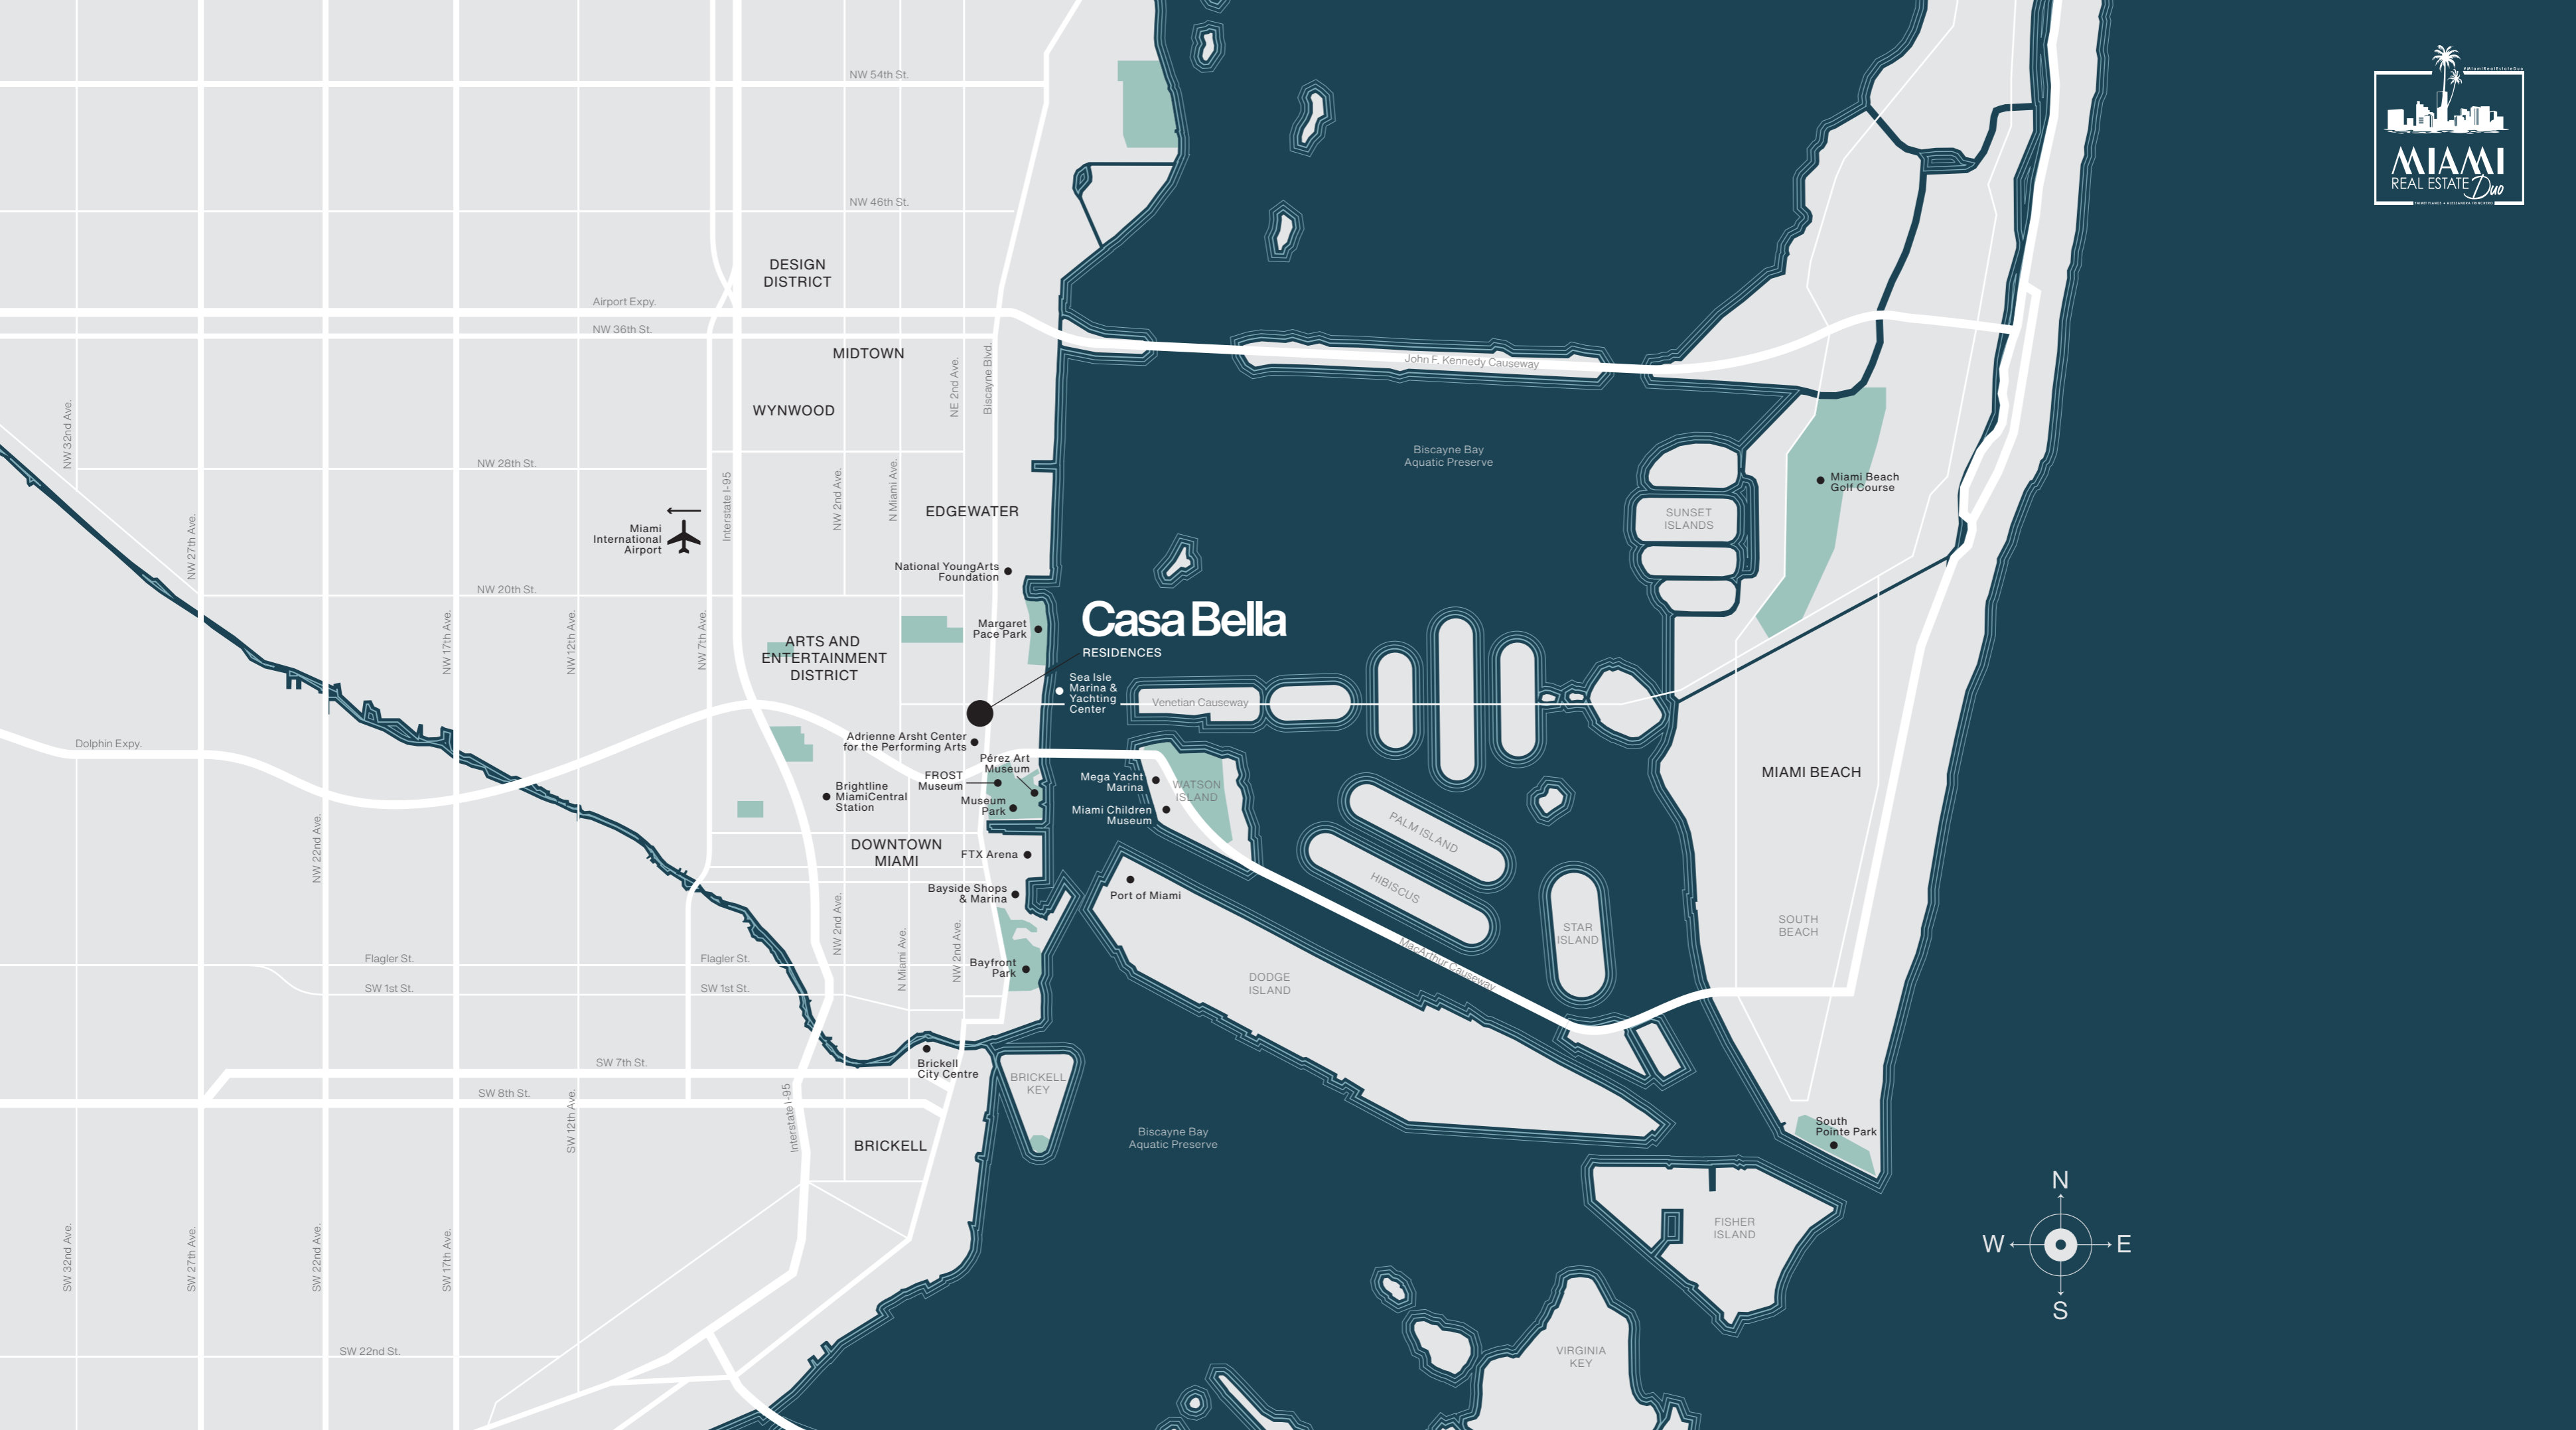 NW 54th St.
#MiamiRealEstateDuo
MIAMI
REAL ESTATE Duo
NW 46th St.
DESIGN
DISTRICT
Airport Expy.
NW 36th St.
MIDTOWN
John F. Kennedy Causeway
NE 2nd Ave.
Biscayne Blvd.
WYNWOOD
NW 32nd Ave.
NW 28th St.
Biscayne Bay
Aquatic Preserve
Miami Beach
Golf Course
NW 27th Ave.
Interstate I-95
NW 2nd Ave.
N Miami Ave.
EDGEWATER
SUNSET
ISLANDS
Miami
International
Airport
National YoungArts
Foundation
NW 20th St.
NW 17th Ave.
NW 12th Ave.
NW 7th Ave.
Margaret
Pace Park
Casa Bella
RESIDENCES
ARTS AND
ENTERTAINMENT
DISTRICT
Sea Isle
Marina &
Yachting
Center
Venetian Causeway
Dolphin Expy.
Adrienne Arsht Center
for the Performing Arts
Pérez Art
Museum
FROST
Museum
Museum
Park
Brightline
MiamiCentral
Station
Mega Yacht
Marina
WATSON
ISLAND
Miami Children
Museum
MIAMI BEACH
NW 22nd Ave.
PALM ISLAND
DOWNTOWN
MIAMI
FTX Arena
HIBISCUS
Bayside Shops
& Marina
Port of Miami
NW 2nd Ave.
N Miami Ave.
NW 2nd Ave.
STAR
ISLAND
SOUTH
BEACH
Flagler St.
Flagler St.
Bayfront
Park
MacArthur Causeway
DODGE
ISLAND
SW 1st St.
SW 1st St.
SW 7th St.
Brickell
City Centre
BRICKELL
KEY
SW 8th St.
SW 12th Ave.
Interstate I-95
BRICKELL
Biscayne Bay
Aquatic Preserve
South
Pointe Park
N
W
E
S
FISHER
ISLAND
SW 32nd Ave.
SW 27th Ave.
SW 22nd Ave.
SW 17th Ave.
SW 22nd St.
VIRGINIA
KEY